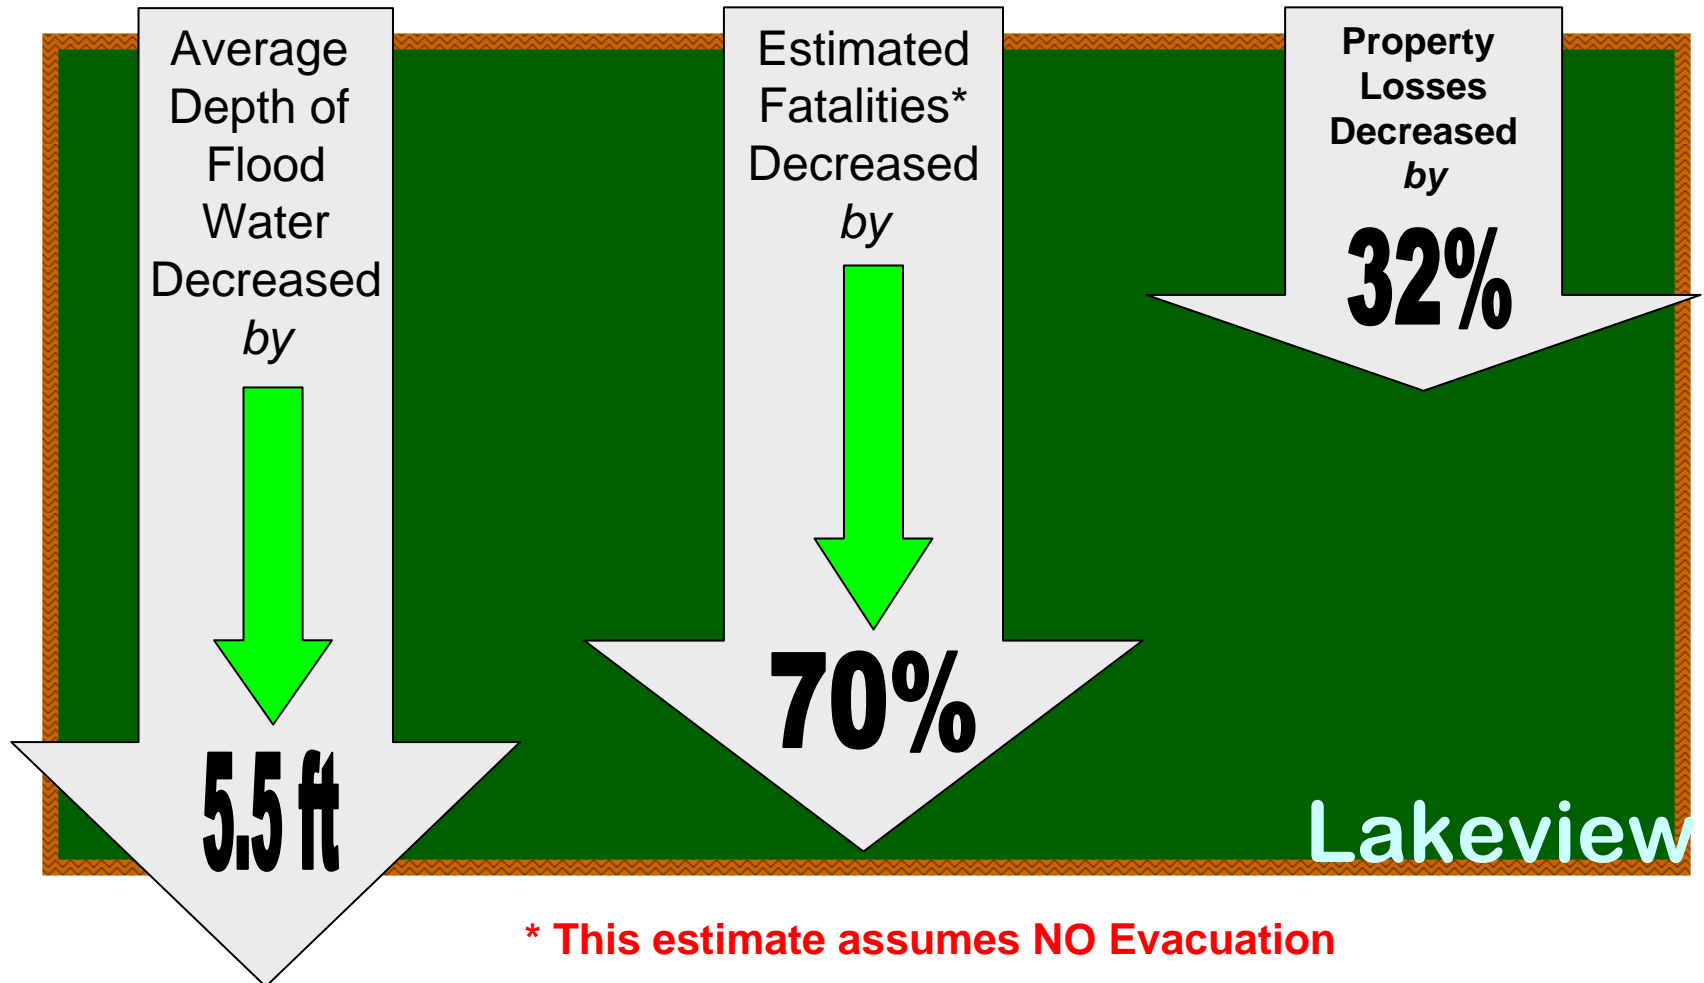 Average
Depth of
Flood
Water
Decreased
by
5.5 ft
Estimated
Fatalities*
Decreased
by
70%
Property
Losses
Decreased
by
32%
Lakeview
* This estimate assumes NO Evacuation